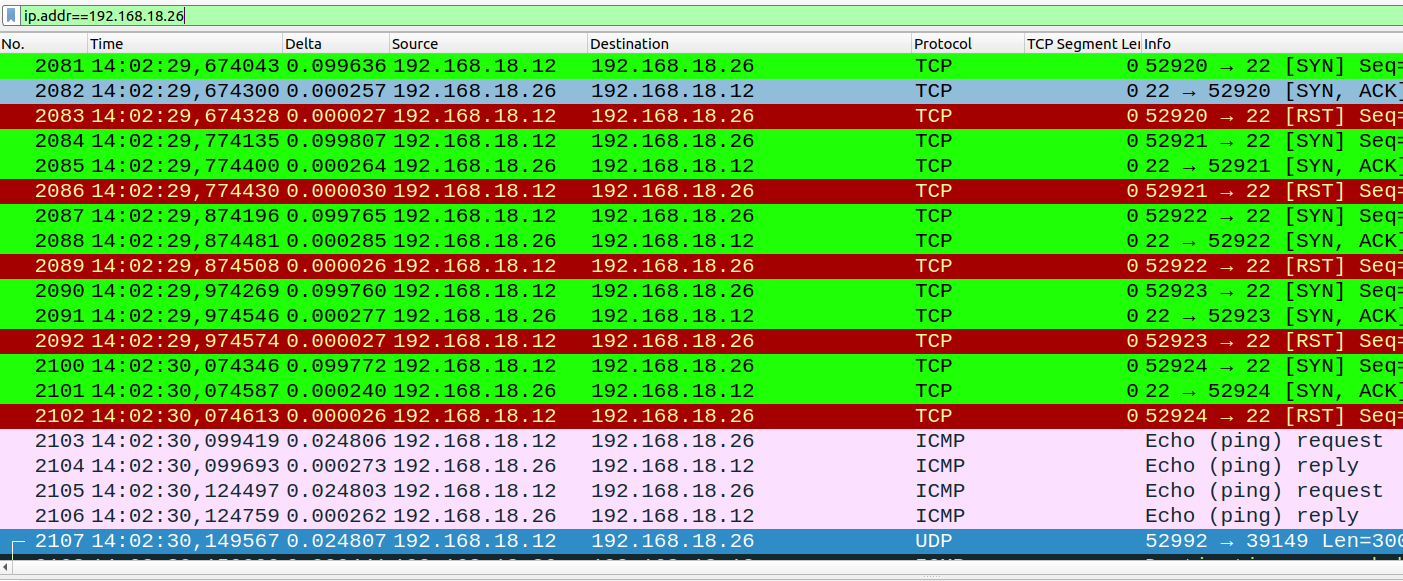 ip.addr==192.168.18.26
No. Time Delta Source Destination Protocol TCP Segment Ler Info
2081 14:02:29,674043 0.099636 192.168.18.12 192.168.18.26 TCP 0 52920 → 22 [SYN] Seq=
2082 14:02:29,674300 0.000257 192.168.18.26 192.168.18.12 TCP 0 22 → 52920 [SYN, ACK]
2083 14:02:29,674328 0.000027 192.168.18.12 192.168.18.26 TCP 0 52920 → 22 [RST] Seq=
2084 14:02:29,774135 0.099807 192.168.18.12 192.168.18.26 TCP 0 52921 → 22 [SYN] Seq=
2085 14:02:29,774400 0.000264 192.168.18.26 192.168.18.12 TCP 0 22 → 52921 [SYN, ACK]
2086 14:02:29,774430 0.000030 192.168.18.12 192.168.18.26 TCP 0 52921 → 22 [RST] Seq=
2087 14:02:29,874196 0.099765 192.168.18.12 192.168.18.26 TCP 0 52922 → 22 [SYN] Seq=
2088 14:02:29,874481 0.000285 192.168.18.26 192.168.18.12 TCP 0 22 → 52922 [SYN, ACK]
2089 14:02:29,874508 0.000026 192.168.18.12 192.168.18.26 TCP 0 52922 → 22 [RST] Seq=
2090 14:02:29,974269 0.099760 192.168.18.12 192.168.18.26 TCP 0 52923 → 22 [SYN] Seq=
2091 14:02:29,974546 0.000277 192.168.18.26 192.168.18.12 TCP 0 22 → 52923 [SYN, ACK]
2092 14:02:29,974574 0.000027 192.168.18.12 192.168.18.26 TCP 0 52923 → 22 [RST] Seq=
2100 14:02:30,074346 0.099772 192.168.18.12 192.168.18.26 TCP 0 52924 → 22 [SYN] Seq=
2101 14:02:30,074587 0.000240 192.168.18.26 192.168.18.12 TCP 0 22 → 52924 [SYN, ACK]
2102 14:02:30,074613 0.000026 192.168.18.12 192.168.18.26 TCP 0 52924 → 22 [RST] Seq=
2103 14:02:30,099419 0.024806 192.168.18.12 192.168.18.26 ICMP Echo (ping) request
2104 14:02:30,099693 0.000273 192.168.18.26 192.168.18.12 ICMP Echo (ping) reply
2105 14:02:30,124497 0.024803 192.168.18.12 192.168.18.26 ICMP Echo (ping) request
2106 14:02:30,124759 0.000262 192.168.18.26 192.168.18.12 ICMP Echo (ping) reply
2107 14:02:30,149567 0.024807 192.168.18.12 192.168.18.26 UDP 52992 → 39149 Len=300